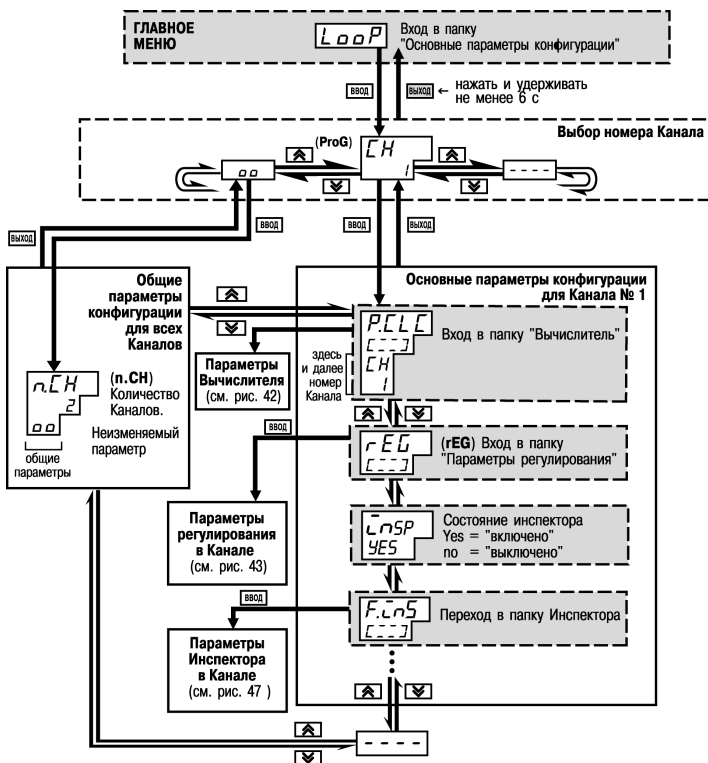 ГЛАВНОЕ
МЕНЮ
LooP
Вход в папку
"Основные параметры конфигурации"
ВВОД
ВЫХОД ← нажать и удерживать
не менее 6 с
Выбор номера Канала
(ProG)
oo
CH
1
- - - -
ВЫХОД
ВВОД
ВВОД
ВЫХОД
Общие
параметры
конфигурации
для всех
Каналов
n.CH
2
oo
общие
параметры
(n.CH)
Количество
Каналов.
Неизменяемый
параметр
Основные параметры конфигурации
для Канала № 1
P.CLC
[---]
CH
1
Вход в папку "Вычислитель"
здесь
и далее
номер
Канала
Параметры
Вычислителя
(см. рис. 42)
ВВОД
rEG
[---]
(rEG) Вход в папку
"Параметры регулирования"
Параметры
регулирования
в Канале
(см. рис. 43)
inSP
YES
Состояние инспектора
Yes = "включено"
no = "выключено"
ВВОД
F.inS
[---]
Переход в папку Инспектора
Параметры
Инспектора
в Канале
(см. рис. 47 )
- - - -